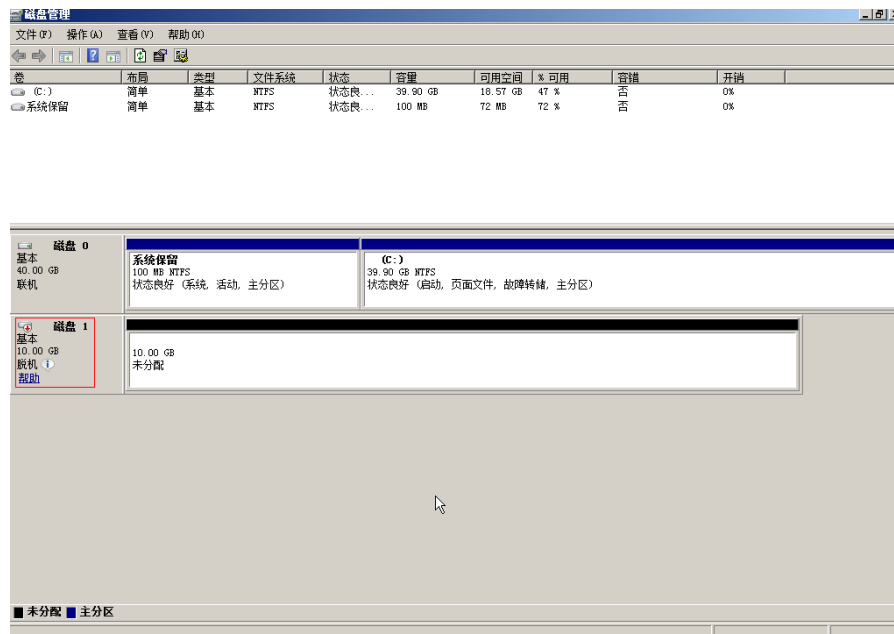 磁盘管理
文件(F) 操作(A) 查看(V) 帮助(H)
卷 布局 类型 文件系统 状态 容量 可用空间 % 可用 容错 开销
(C:) 简单 基本 NTFS 状态良... 39.90 GB 18.57 GB 47 % 否 0%
系统保留 简单 基本 NTFS 状态良... 100 MB 72 MB 72 % 否 0%
磁盘 0
基本
40.00 GB
联机
系统保留
100 MB NTFS
状态良好 (系统, 活动, 主分区)
(C:)
39.90 GB NTFS
状态良好 (启动, 页面文件, 故障转储, 主分区)
磁盘 1
基本
10.00 GB
脱机
帮助
10.00 GB
未分配
未分配 主分区